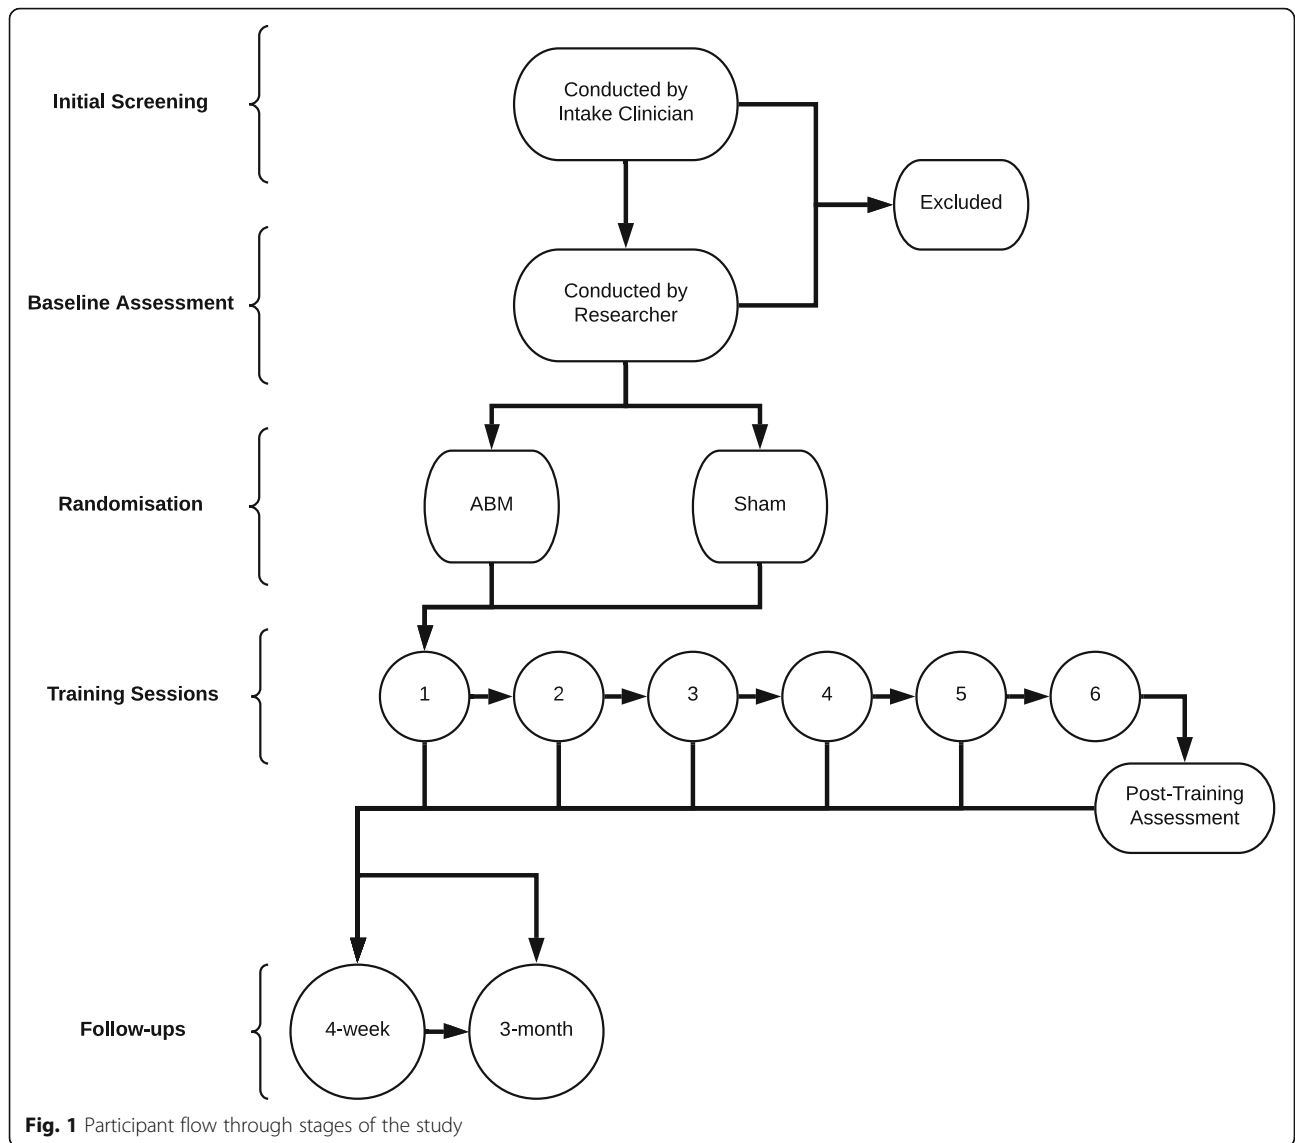 Initial Screening
Conducted by
Intake Clinician
Excluded
Baseline Assessment
Conducted by
Researcher
Randomisation
ABM
Sham
Training Sessions
1
2
3
4
5
6
Post-Training
Assessment
Follow-ups
4-week
3-month
Fig. 1 Participant flow through stages of the study